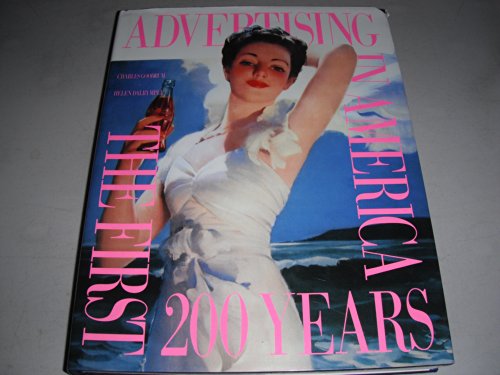 ADVERTISING
IN AMERICA
THE FIRST
200 YEARS
CHARLES GOODRUM
HELEN DALRYMPLE